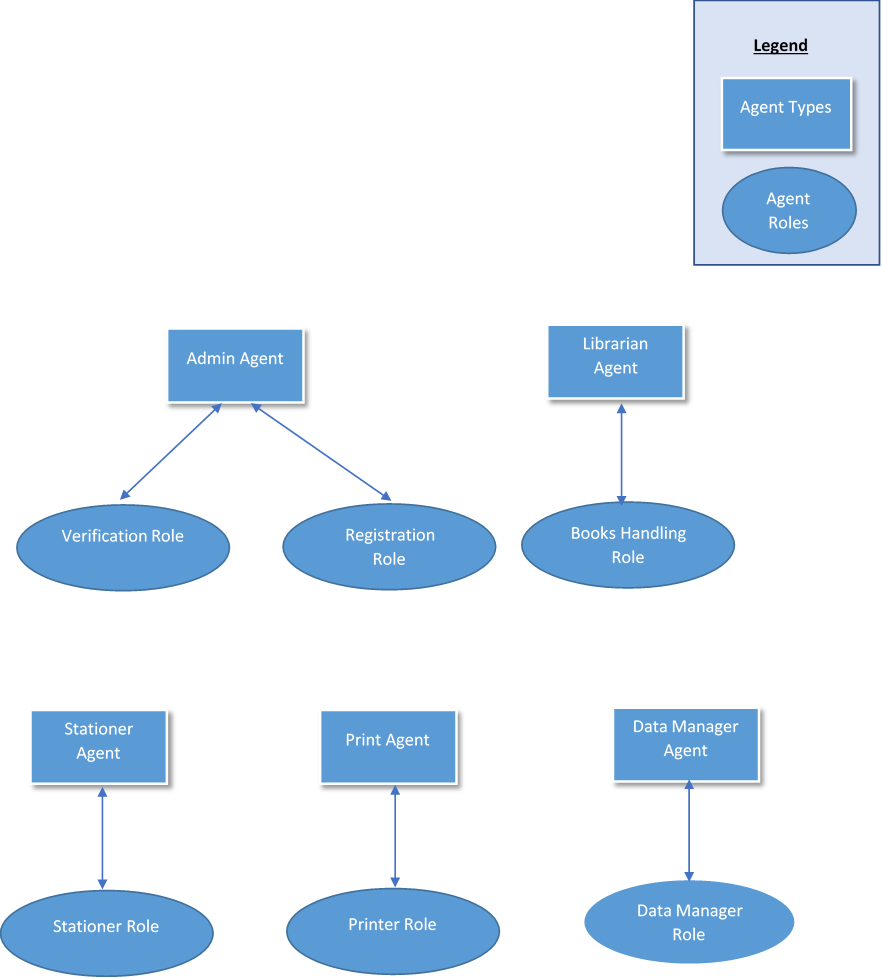 Legend
Agent Types
Agent
Roles
Admin Agent
Librarian
Agent
Verification Role
Registration
Role
Books Handling
Role
Stationer
Agent
Print Agent
Data Manager
Agent
Stationer Role
Printer Role
Data Manager
Role